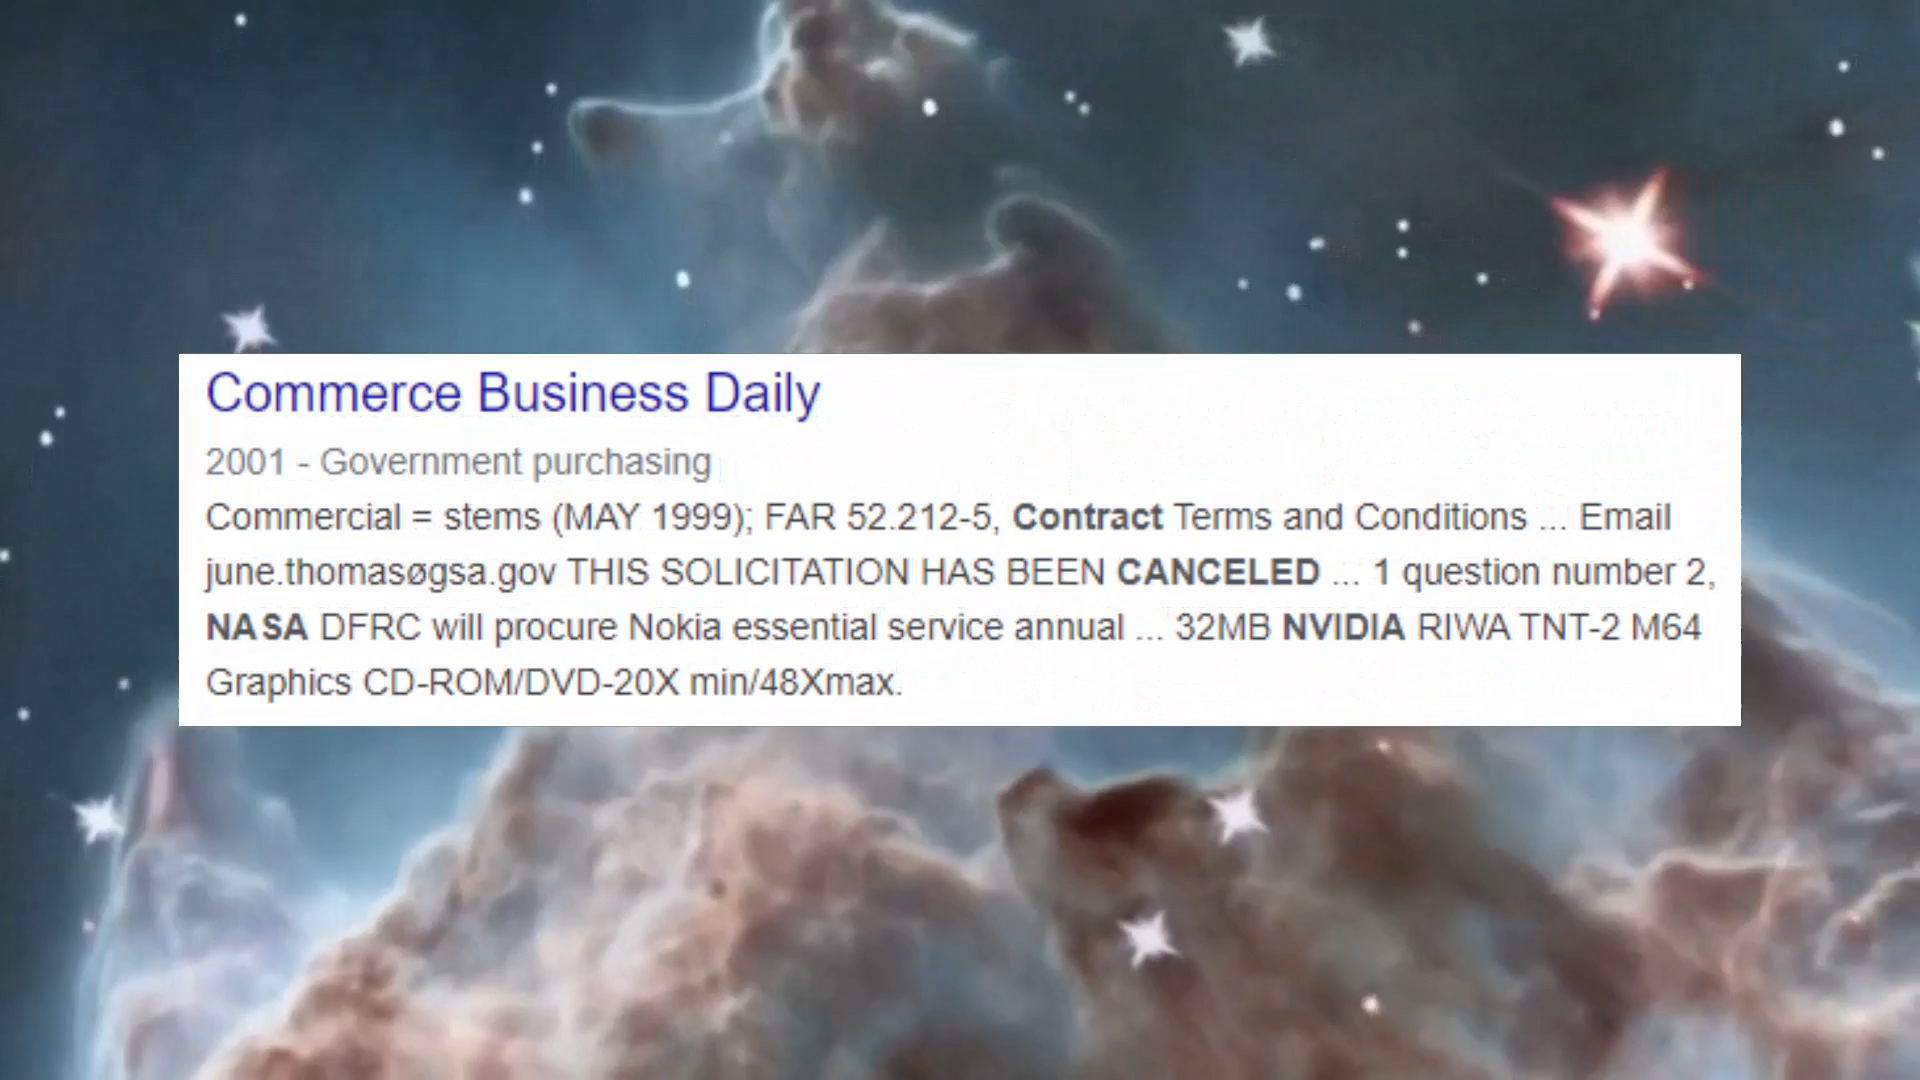 Commerce Business Daily
2001 - Government purchasing
Commercial = stems (MAY 1999); FAR 52.212-5, Contract Terms and Conditions ... Email
june.thomasøgsa.gov THIS SOLICITATION HAS BEEN CANCELED ... 1 question number 2,
NASA DFRC will procure Nokia essential service annual ... 32MB NVIDIA RIWA TNT-2 M64
Graphics CD-ROM/DVD-20X min/48Xmax.